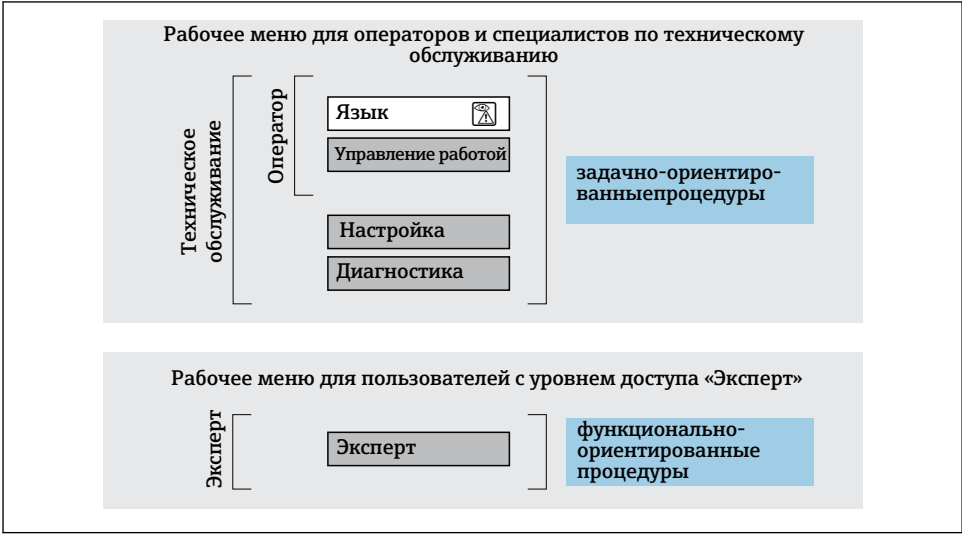 Рабочее меню для операторов и специалистов по техническому
обслуживанию
Техническое
обслуживание
Оператор
Язык
Управление работой
Настройка
Диагностика
задачно-ориентиро-
ванныепроцедуры
Рабочее меню для пользователей с уровнем доступа «Эксперт»
Эксперт
Эксперт
функционально-
ориентированные
процедуры